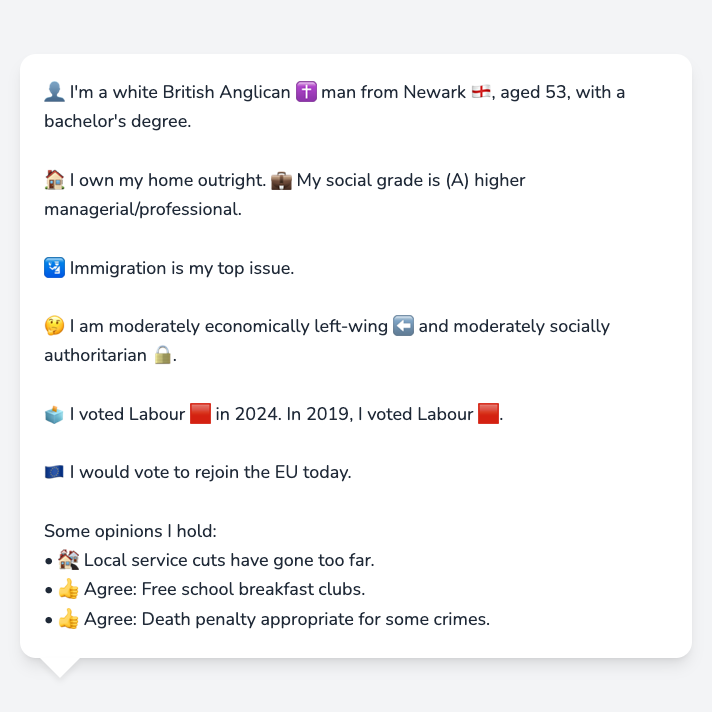 👤 I'm a white British Anglican ✝️ man from Newark 🏴󠁧󠁢󠁥󠁮󠁧󠁿, aged 53, with a
bachelor's degree.
🏠 I own my home outright. 💼 My social grade is (A) higher
managerial/professional.
🛂 Immigration is my top issue.
🤔 I am moderately economically left-wing ⬅️ and moderately socially
authoritarian 🔒.
🗳️ I voted Labour 🟥 in 2024. In 2019, I voted Labour 🟥.
🇪🇺 I would vote to rejoin the EU today.
Some opinions I hold:
• 🏘️ Local service cuts have gone too far.
• 👍 Agree: Free school breakfast clubs.
• 👍 Agree: Death penalty appropriate for some crimes.